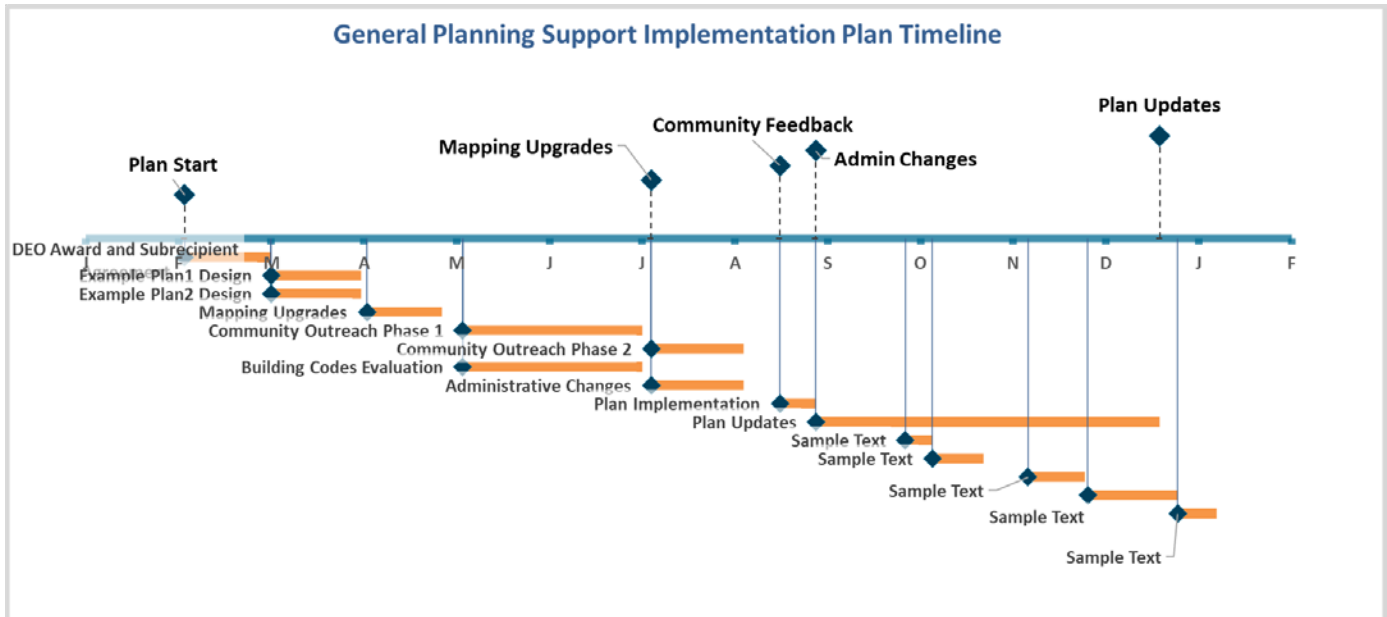 General Planning Support Implementation Plan Timeline
Plan Updates
Community Feedback
Mapping Upgrades
Admin Changes
Plan Start
DEO Award and Subrecipient
Agreement
J F M A M J J A S O N D J F
Example Plan1 Design
Example Plan2 Design
Mapping Upgrades
Community Outreach Phase 1
Community Outreach Phase 2
Building Codes Evaluation
Administrative Changes
Plan Implementation
Plan Updates
Sample Text
Sample Text
Sample Text
Sample Text
Sample Text